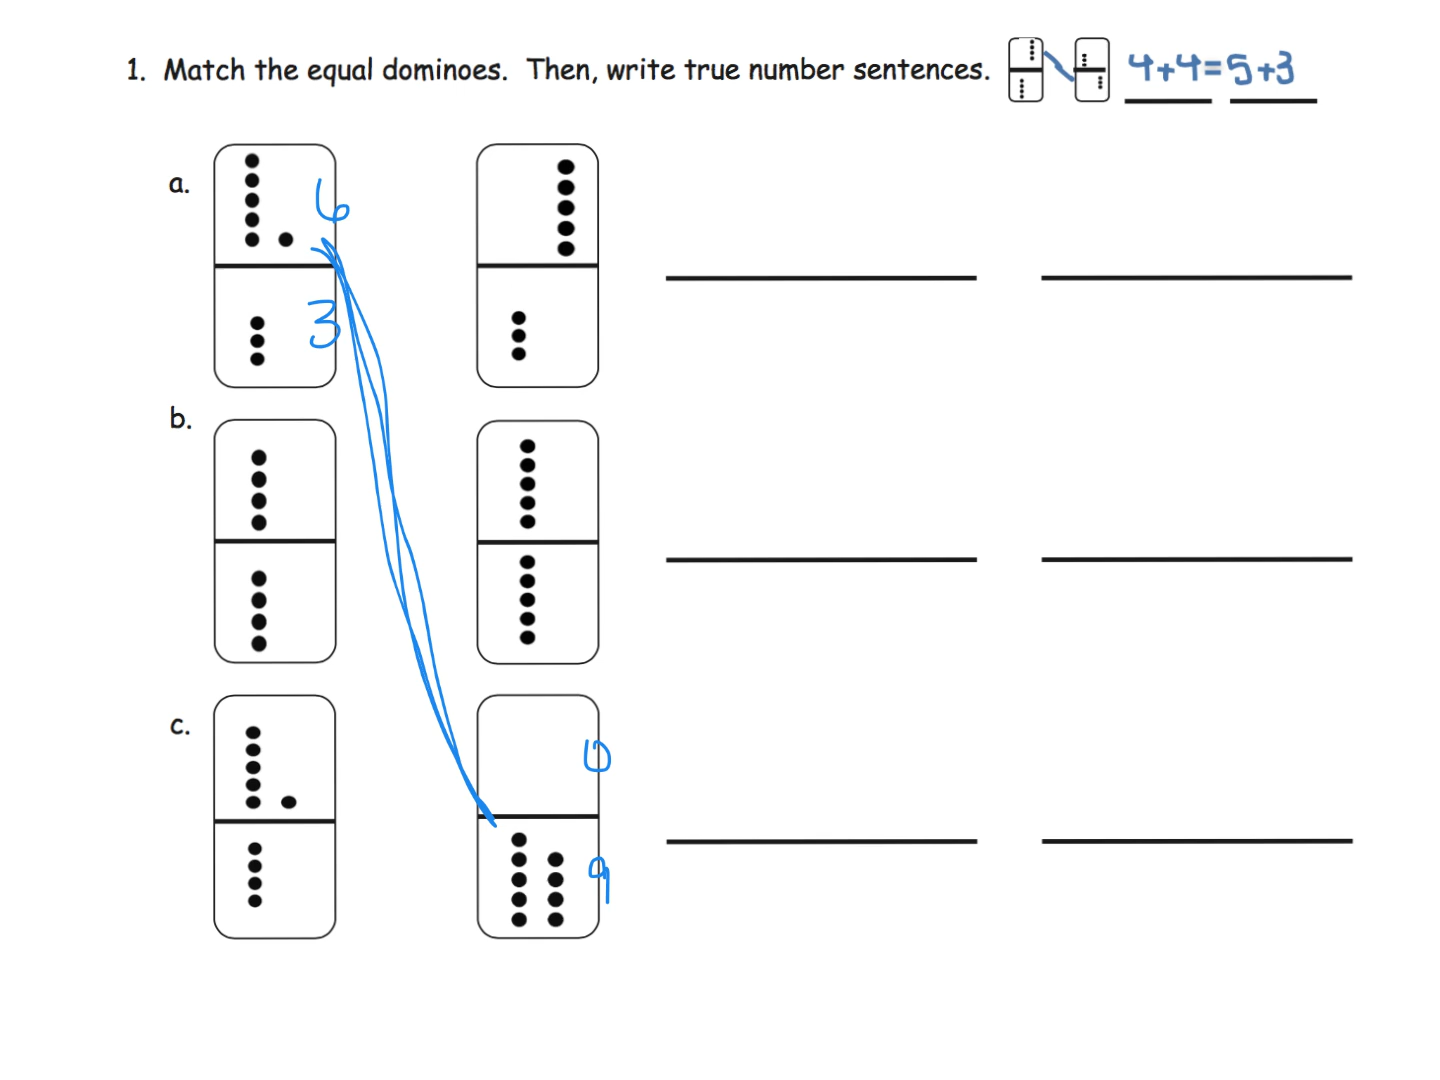 1. Match the equal dominoes. Then, write true number sentences. 4+4=5+3
a.
6
3
b.
c.
0
9